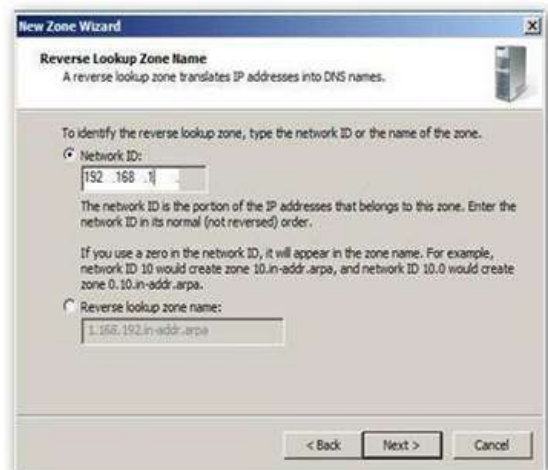 New Zone Wizard
Reverse Lookup Zone Name
A reverse lookup zone translates IP addresses into DNS names.
To identify the reverse lookup zone, type the network ID or the name of the zone.
Network ID:
192 .168 .1 .
The network ID is the portion of the IP addresses that belongs to this zone. Enter the
network ID in its normal (not reversed) order.
If you use a zero in the network ID, it will appear in the zone name. For example,
network ID 10 would create zone 10.in-addr.arpa, and network ID 10.0 would create
zone 0.10.in-addr.arpa.
Reverse lookup zone name:
1.168.192.in-addr.arpa
< Back Next > Cancel